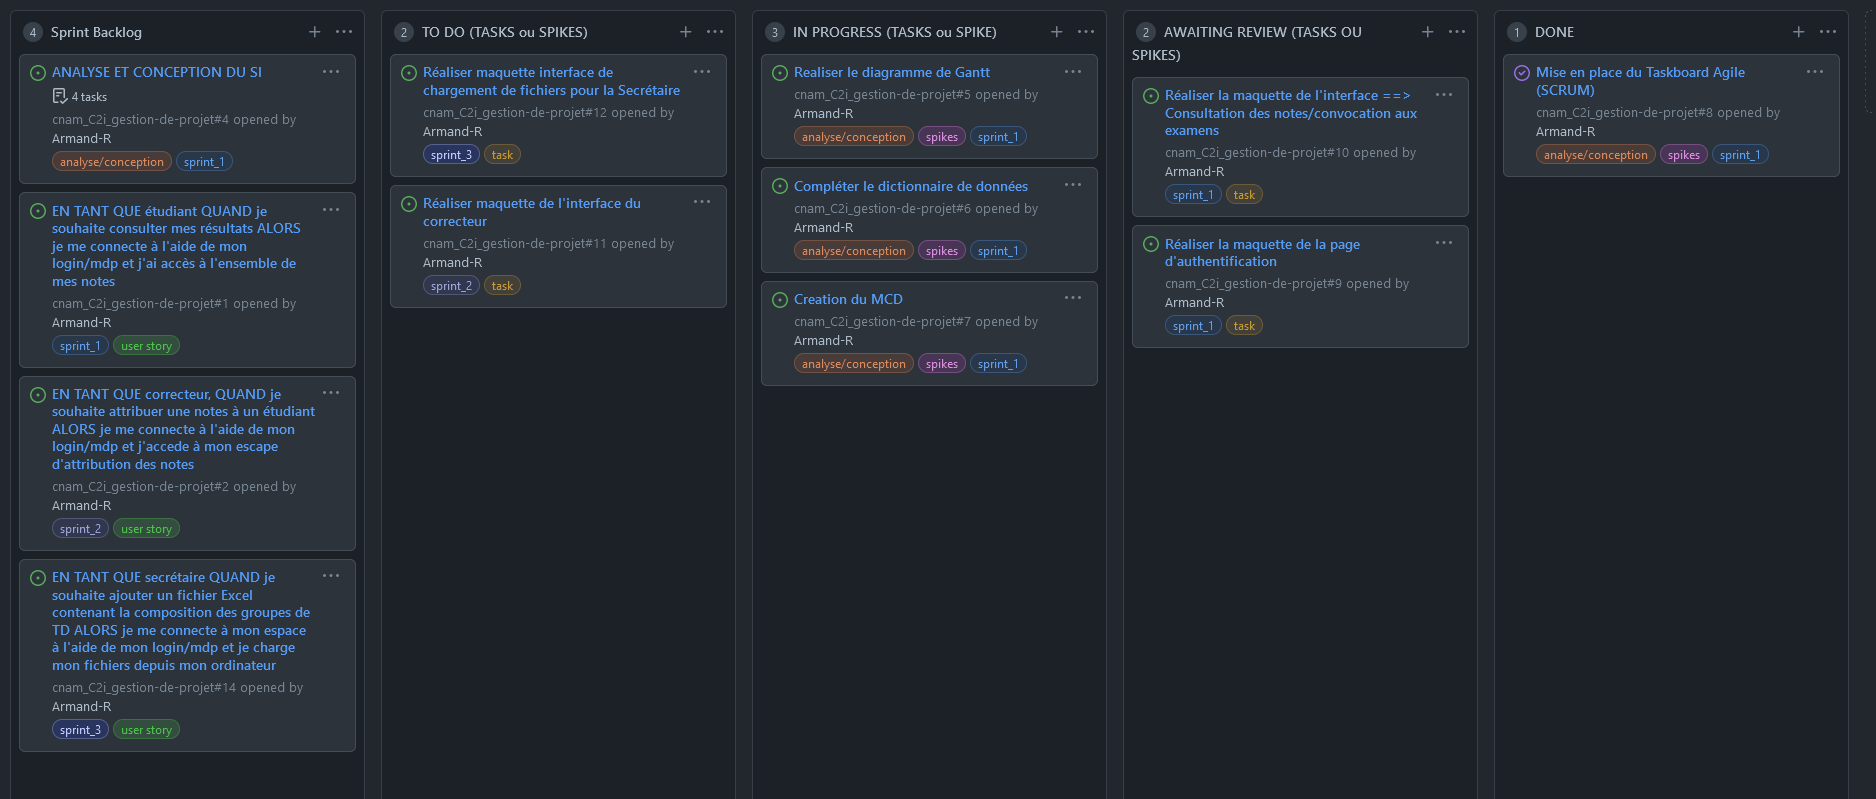 4 Sprint Backlog
ANALYSE ET CONCEPTION DU SI
4 tasks
cnam_C2i_gestion-de-projet#4 opened by
Armand-R
analyse/conception sprint_1
EN TANT QUE étudiant QUAND je
souhaite consulter mes résultats ALORS
je me connecte à l'aide de mon
login/mdp et j'ai accès à l'ensemble de
mes notes
cnam_C2i_gestion-de-projet#1 opened by
Armand-R
sprint_1 user story
EN TANT QUE correcteur, QUAND je
souhaite attribuer une notes à un étudiant
ALORS je me connecte à l'aide de mon
login/mdp et j'accede à mon escape
d'attribution des notes
cnam_C2i_gestion-de-projet#2 opened by
Armand-R
sprint_2 user story
EN TANT QUE secrétaire QUAND je
souhaite ajouter un fichier Excel
contenant la composition des groupes de
TD ALORS je me connecte à mon espace
à l'aide de mon login/mdp et je charge
mon fichiers depuis mon ordinateur
cnam_C2i_gestion-de-projet#14 opened by
Armand-R
sprint_3 user story
2 TO DO (TASKS ou SPIKES)
Réaliser maquette interface de
chargement de fichiers pour la Secrétaire
cnam_C2i_gestion-de-projet#12 opened by
Armand-R
sprint_3 task
Réaliser maquette de l'interface du
correcteur
cnam_C2i_gestion-de-projet#11 opened by
Armand-R
sprint_2 task
3 IN PROGRESS (TASKS ou SPIKE)
Realiser le diagramme de Gantt
cnam_C2i_gestion-de-projet#5 opened by
Armand-R
analyse/conception spikes sprint_1
Compléter le dictionnaire de données
cnam_C2i_gestion-de-projet#6 opened by
Armand-R
analyse/conception spikes sprint_1
Creation du MCD
cnam_C2i_gestion-de-projet#7 opened by
Armand-R
analyse/conception spikes sprint_1
2 AWAITING REVIEW (TASKS OU
SPIKES)
Réaliser la maquette de l'interface ==>
Consultation des notes/convocation aux
examens
cnam_C2i_gestion-de-projet#10 opened by
Armand-R
sprint_1 task
Réaliser la maquette de la page
d'authentification
cnam_C2i_gestion-de-projet#9 opened by
Armand-R
sprint_1 task
1 DONE
Mise en place du Taskboard Agile
(SCRUM)
cnam_C2i_gestion-de-projet#8 opened by
Armand-R
analyse/conception spikes sprint_1